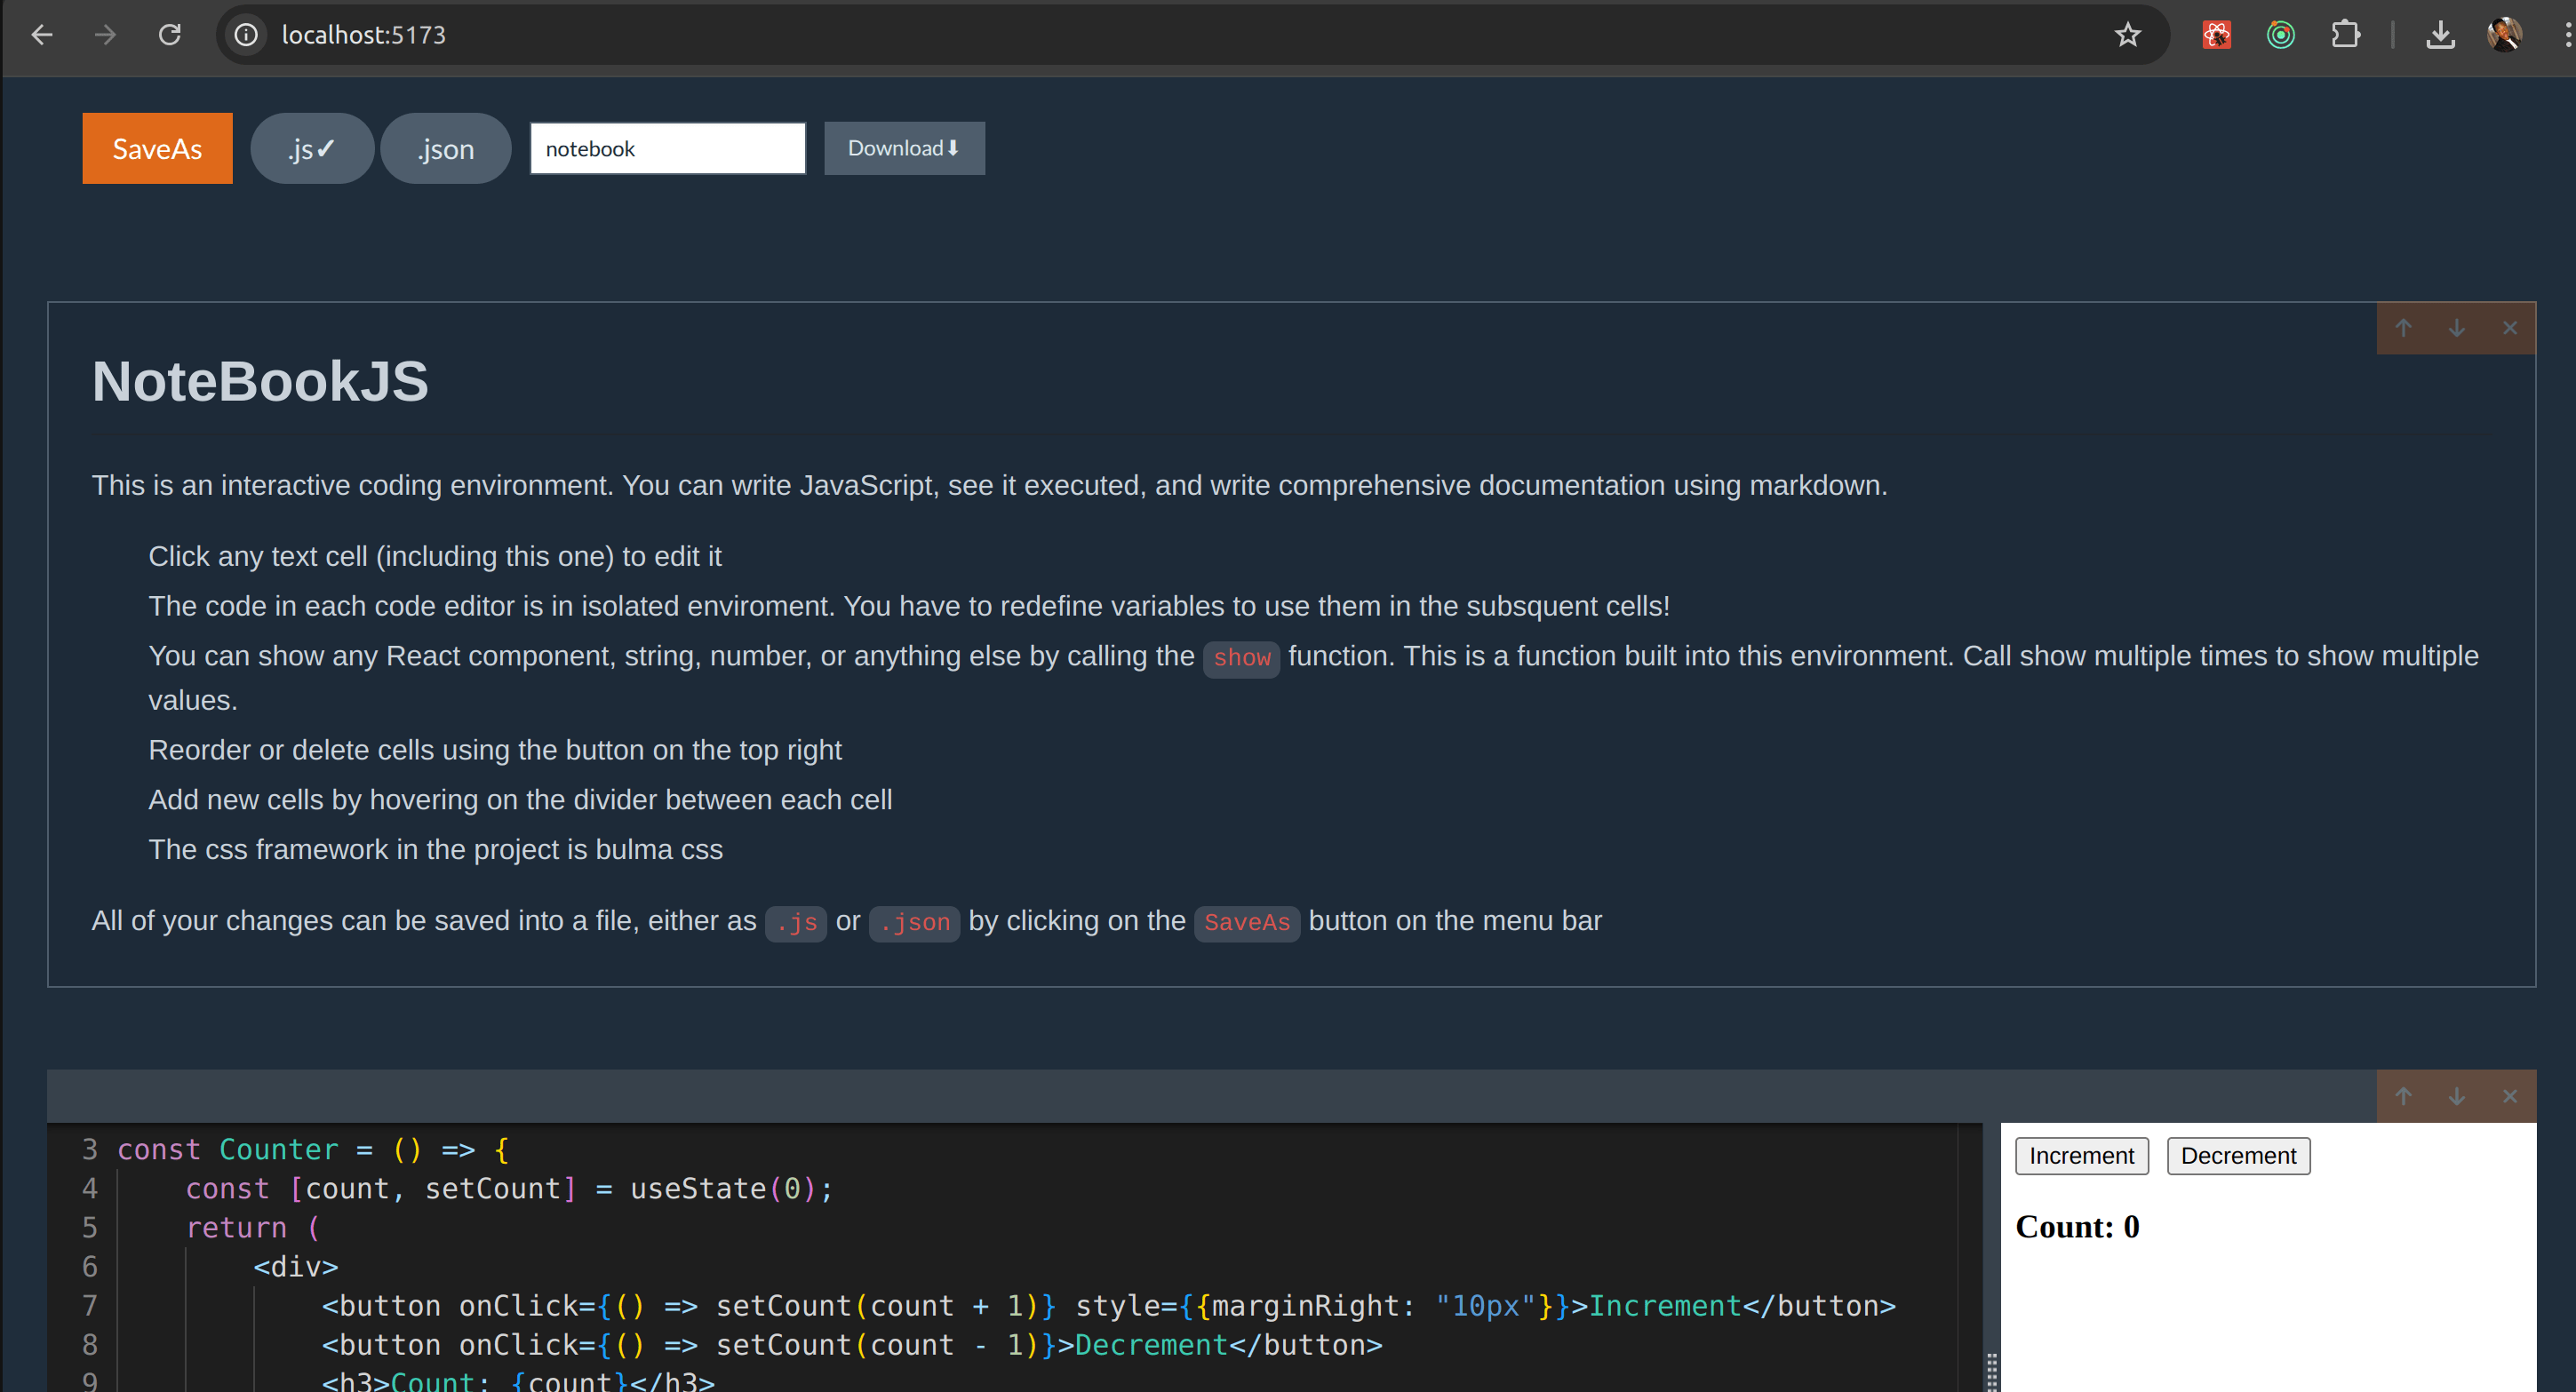 localhost:5173
SaveAs .js✓ .json notebook Download⬇
NoteBookJS
This is an interactive coding environment. You can write JavaScript, see it executed, and write comprehensive documentation using markdown.
Click any text cell (including this one) to edit it
The code in each code editor is in isolated enviroment. You have to redefine variables to use them in the subsquent cells!
You can show any React component, string, number, or anything else by calling the show function. This is a function built into this environment. Call show multiple times to show multiple
values.
Reorder or delete cells using the button on the top right
Add new cells by hovering on the divider between each cell
The css framework in the project is bulma css
All of your changes can be saved into a file, either as .js or .json by clicking on the SaveAs button on the menu bar
3 const Counter = () => {
4 const [count, setCount] = useState(0);
5 return (
6 <div>
7 <button onClick={() => setCount(count + 1)} style={{marginRight: "10px"}}>Increment</button>
8 <button onClick={() => setCount(count - 1)}>Decrement</button>
9 <h3>Count: {count}</h3>
Increment Decrement
Count: 0